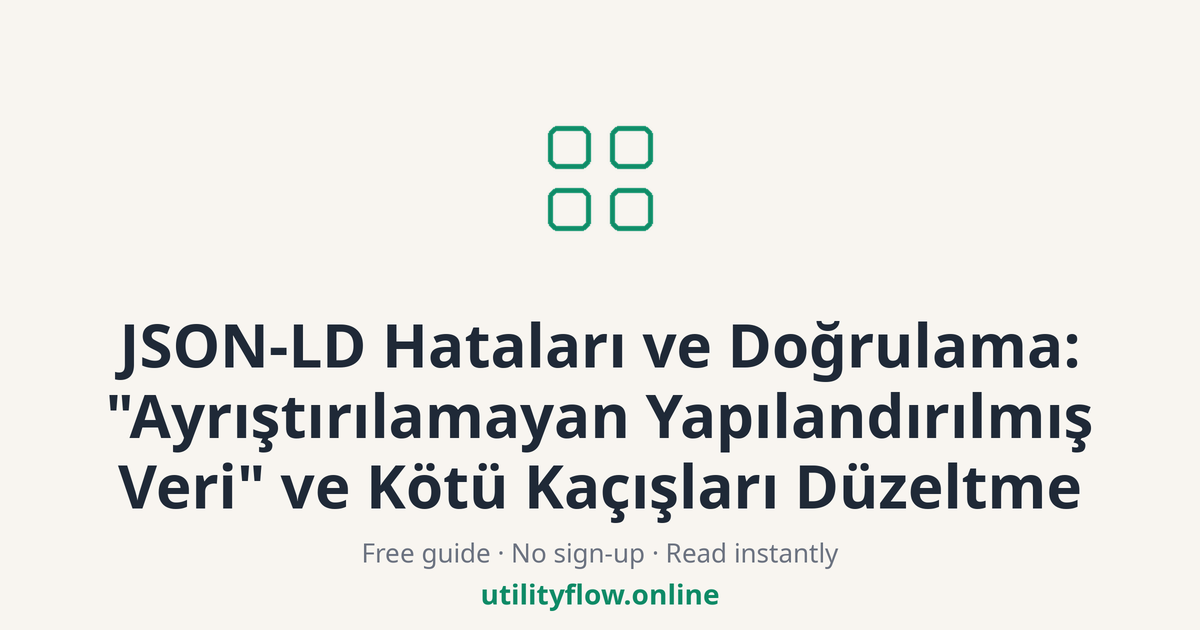 JSON-LD Hataları ve Doğrulama:
"Ayrıştırılamayan Yapılandırılmış
Veri" ve Kötü Kaçışları Düzeltme
Free guide · No sign-up · Read instantly
utilityflow.online